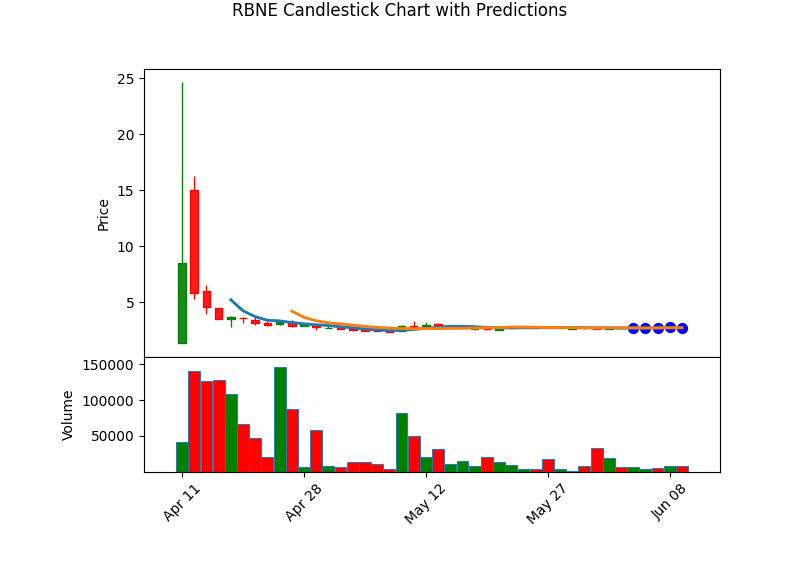 RBNE Candlestick Chart with Predictions
25
20
15
10
5
Price
150000
100000
50000
Volume
Apr 11
Apr 28
May 12
May 27
Jun 08